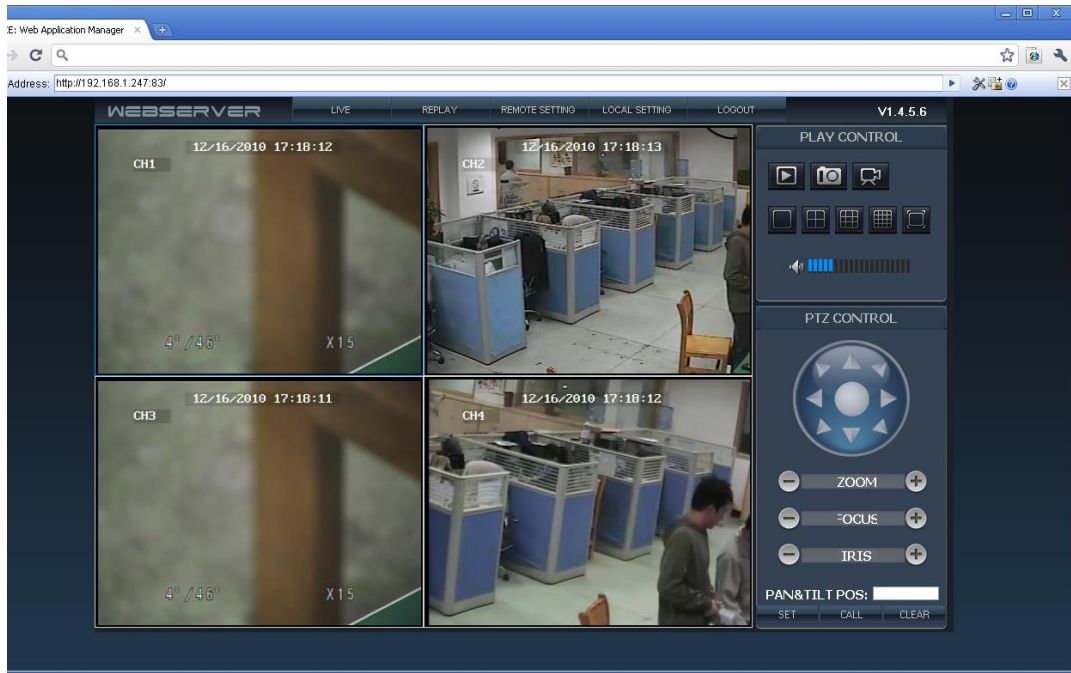 CE: Web Application Manager
Address: http://192.168.1.247:83/
WEBSERVER
LIVE
REPLAY
REMOTE SETTING
LOCAL SETTING
LOGOUT
V1.4.5.6
12/16/2010 17:18:12
CH1
4°/46°
X15
12/16/2010 17:18:13
CH2
PLAY CONTROL
PTZ CONTROL
12/16/2010 17:18:11
CH3
4°/46°
X15
12/16/2010 17:18:12
CH4
ZOOM
FOCUS
IRIS
PAN&TILT POS:
SET
CALL
CLEAR